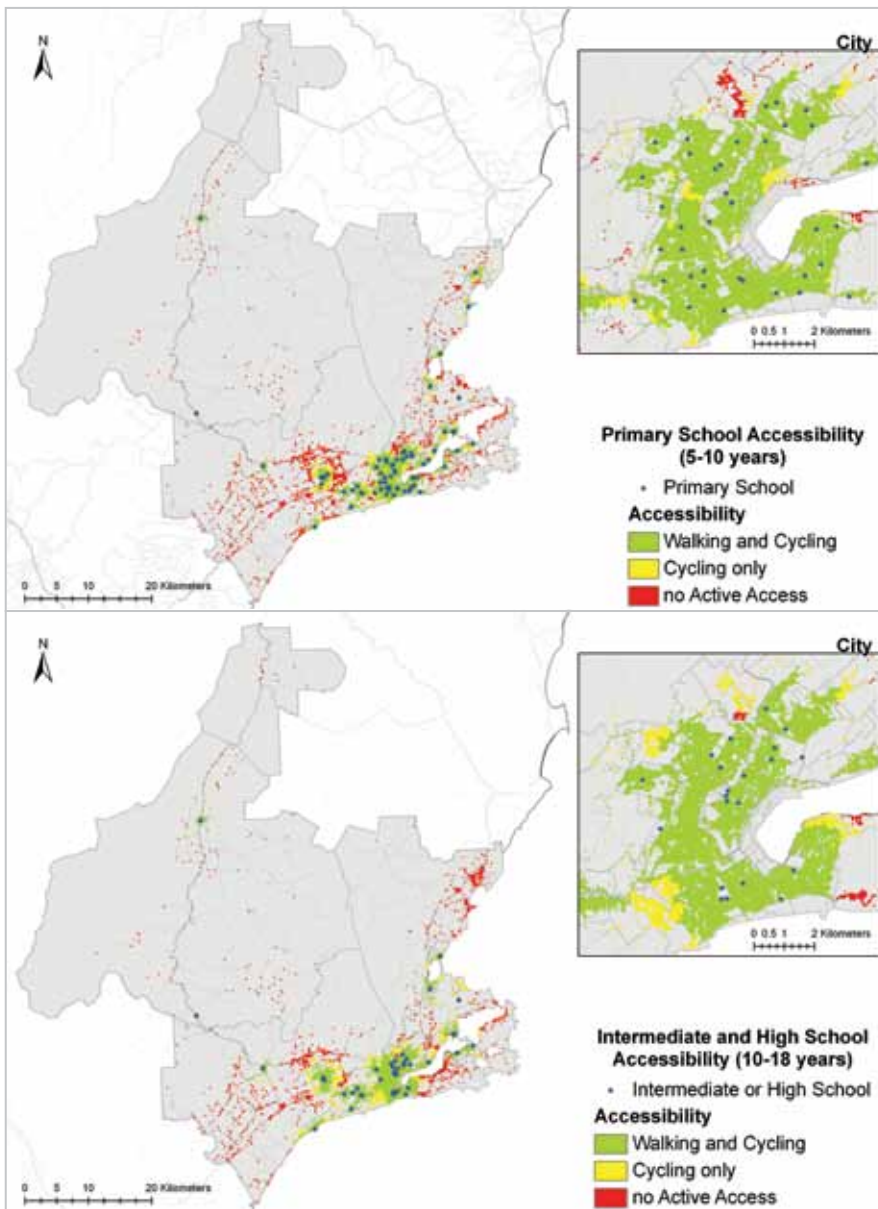 N
City
0 0.5 1 2 Kilometers
Primary School Accessibility
(5-10 years)
Primary School
Accessibility
Walking and Cycling
Cycling only
no Active Access
0 5 10 20 Kilometers
N
City
0 0.5 1 2 Kilometers
Intermediate and High School
Accessibility (10-18 years)
Intermediate or High School
Accessibility
Walking and Cycling
Cycling only
no Active Access
0 5 10 20 Kilometers